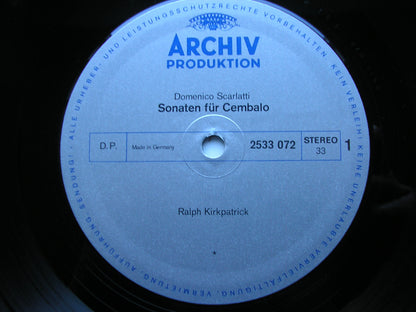 ARCHIV
PRODUKTION
Domenico Scarlatti
Sonaten für Cembalo
D.P.
Made in Germany
2533 072
STEREO
33
1
Ralph Kirkpatrick
*
ALLE URHEBER- UND LEISTUNGSSCHUTZRECHTE VORBEHALTEN. KEIN VERLEIH! KEINE UNERLAUBTE VERVIELFÄLTIGUNG, VERMIETUNG, AUFFÜHRUNG, SENDUNG!